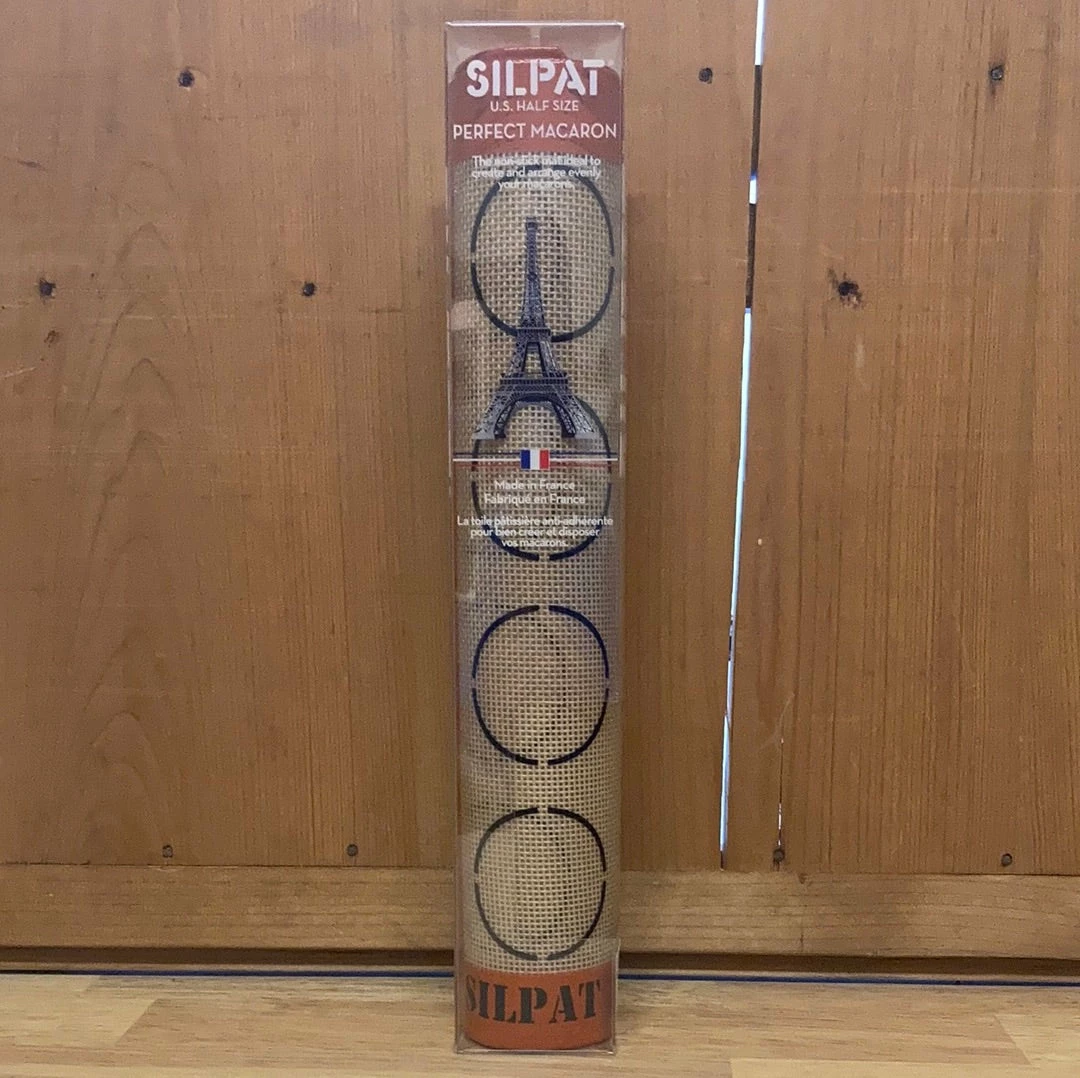 SILPAT
U.S. HALF SIZE
PERFECT MACARON
The non-stick mat ideal to
create and arrange evenly
your macarons.
Made in France
Fabriqué en France
La toile pâtissière anti-adhérente
pour bien créer et disposer
vos macarons.
SILPAT